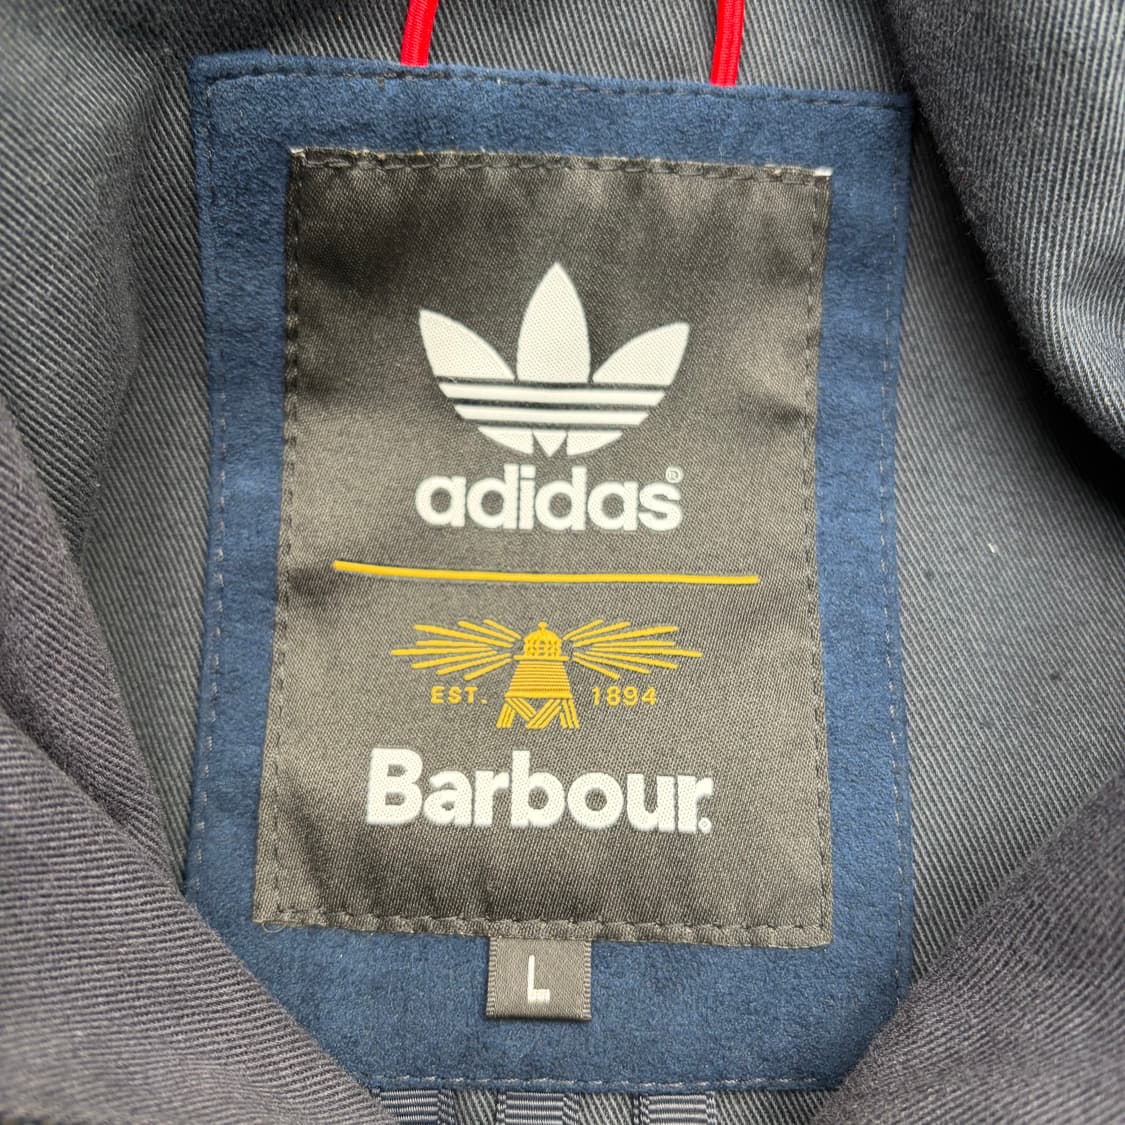 adidas®
EST. 1894
Barbour.
L